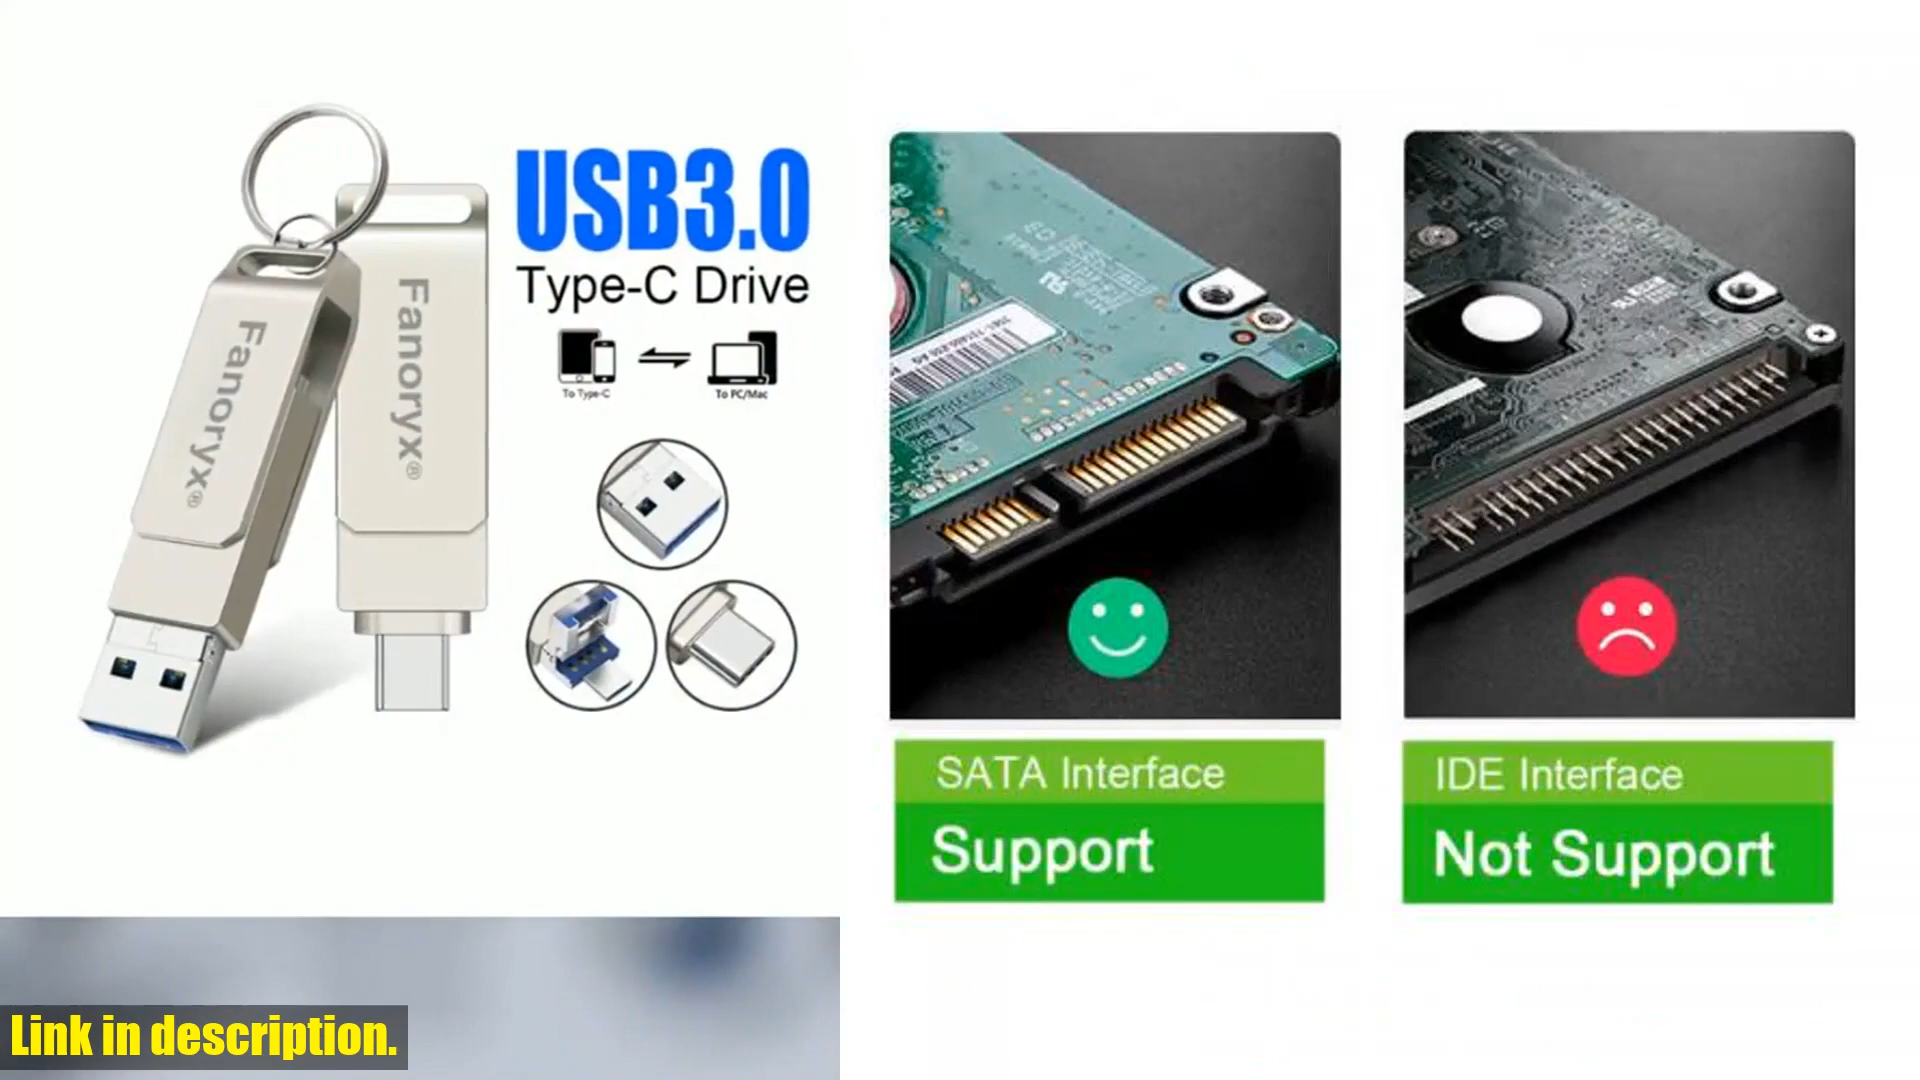 USB3.0
Type-C Drive
To Type-C
To PC/Mac
Fanoryx®
Fanoryx®
SATA Interface
Support
IDE Interface
Not Support
Link in description.